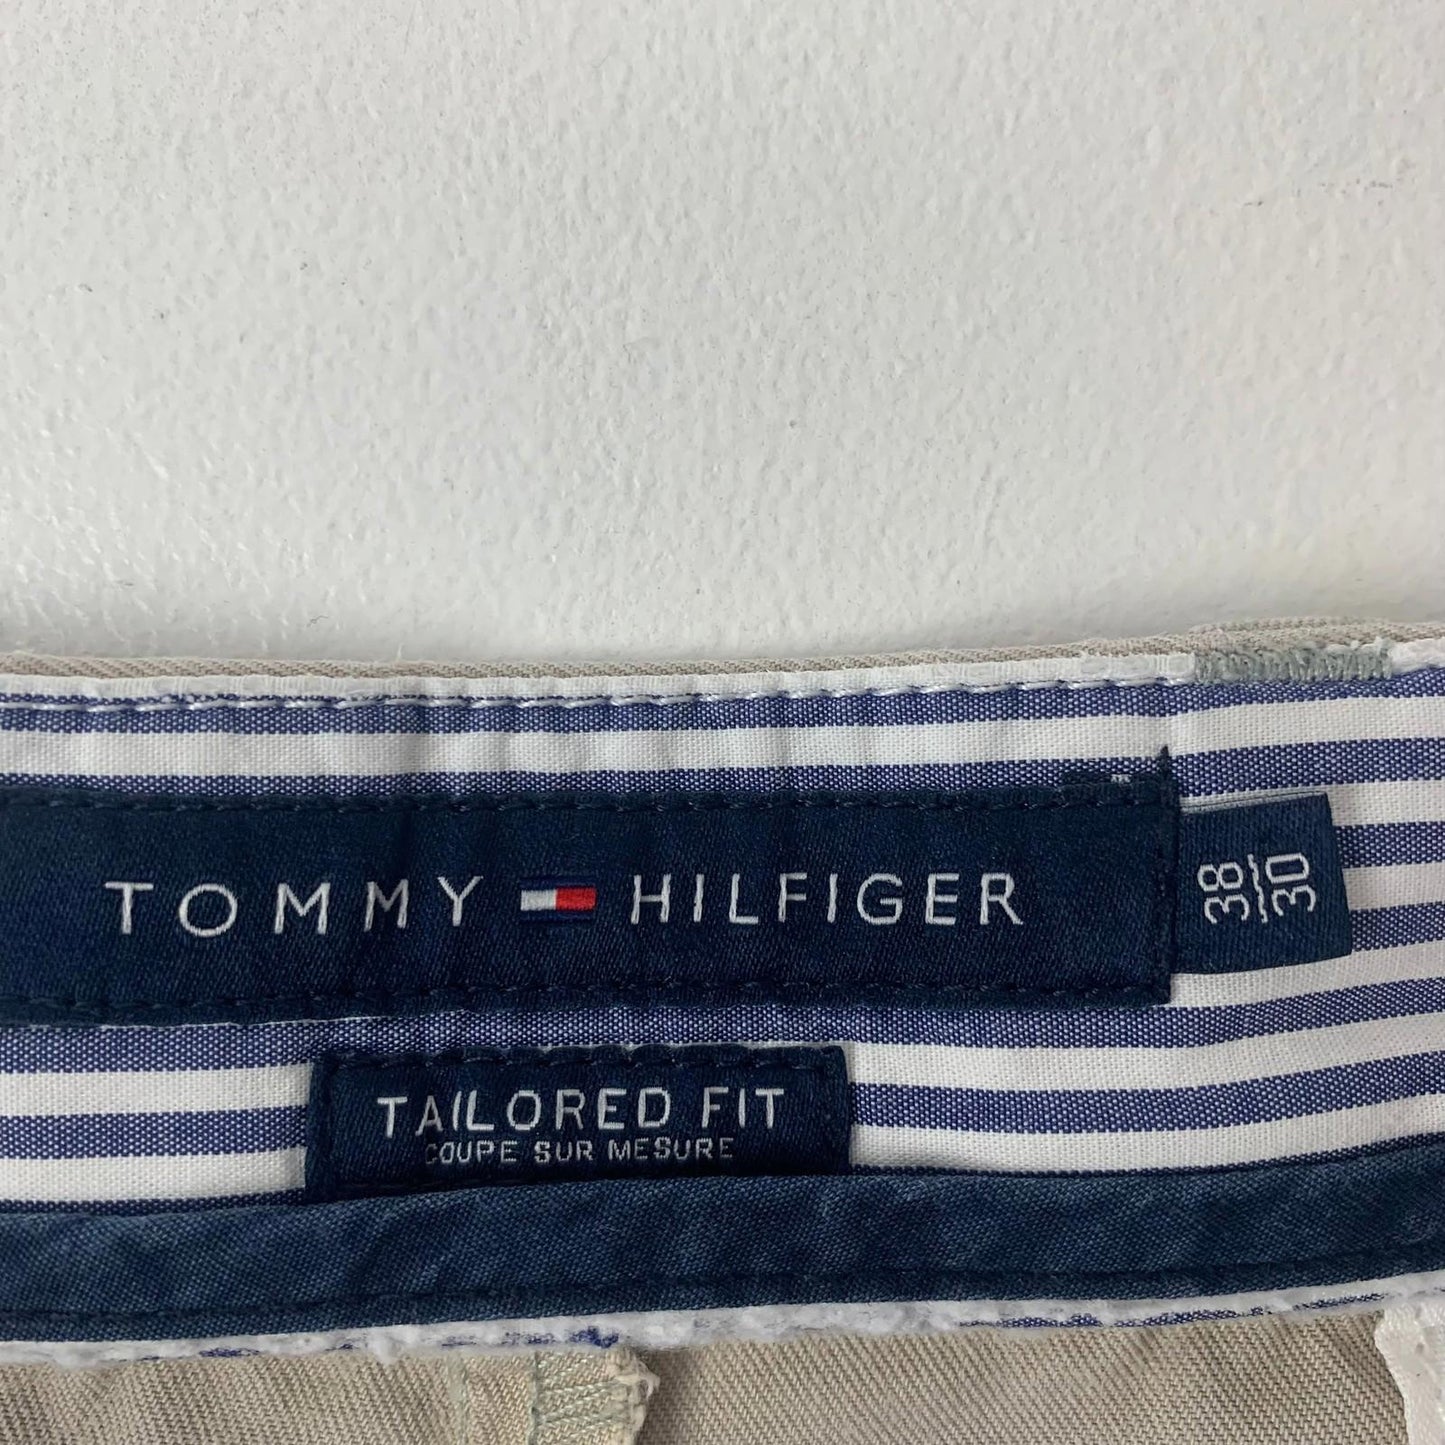 TOMMY HILFIGER
38
30
TAILORED FIT
COUPE SUR MESURE